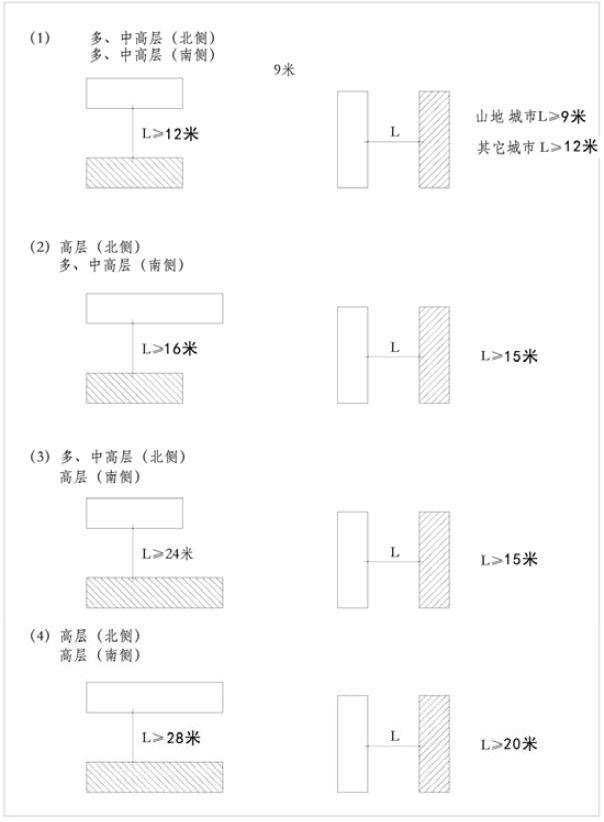 (1) 多、中高层（北侧）
多、中高层（南侧）
9米
L≥12米
L
山地 城市L≥9米
其它城市 L≥12米
(2) 高层（北侧）
多、中高层（南侧）
L≥16米
L
L≥15米
(3) 多、中高层（北侧）
高层（南侧）
L≥24米
L
L≥15米
(4) 高层（北侧）
高层（南侧）
L≥28米
L
L≥20米